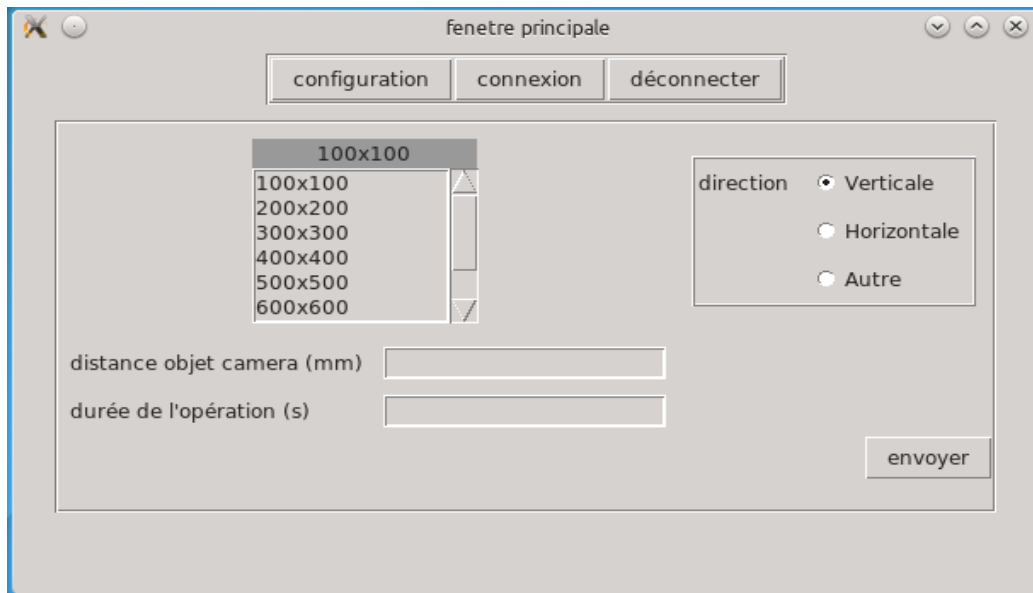 fenetre principale
configuration connexion déconnecter
100x100
100x100
200x200
300x300
400x400
500x500
600x600
direction Verticale
Horizontale
Autre
distance objet camera (mm)
durée de l'opération (s)
envoyer